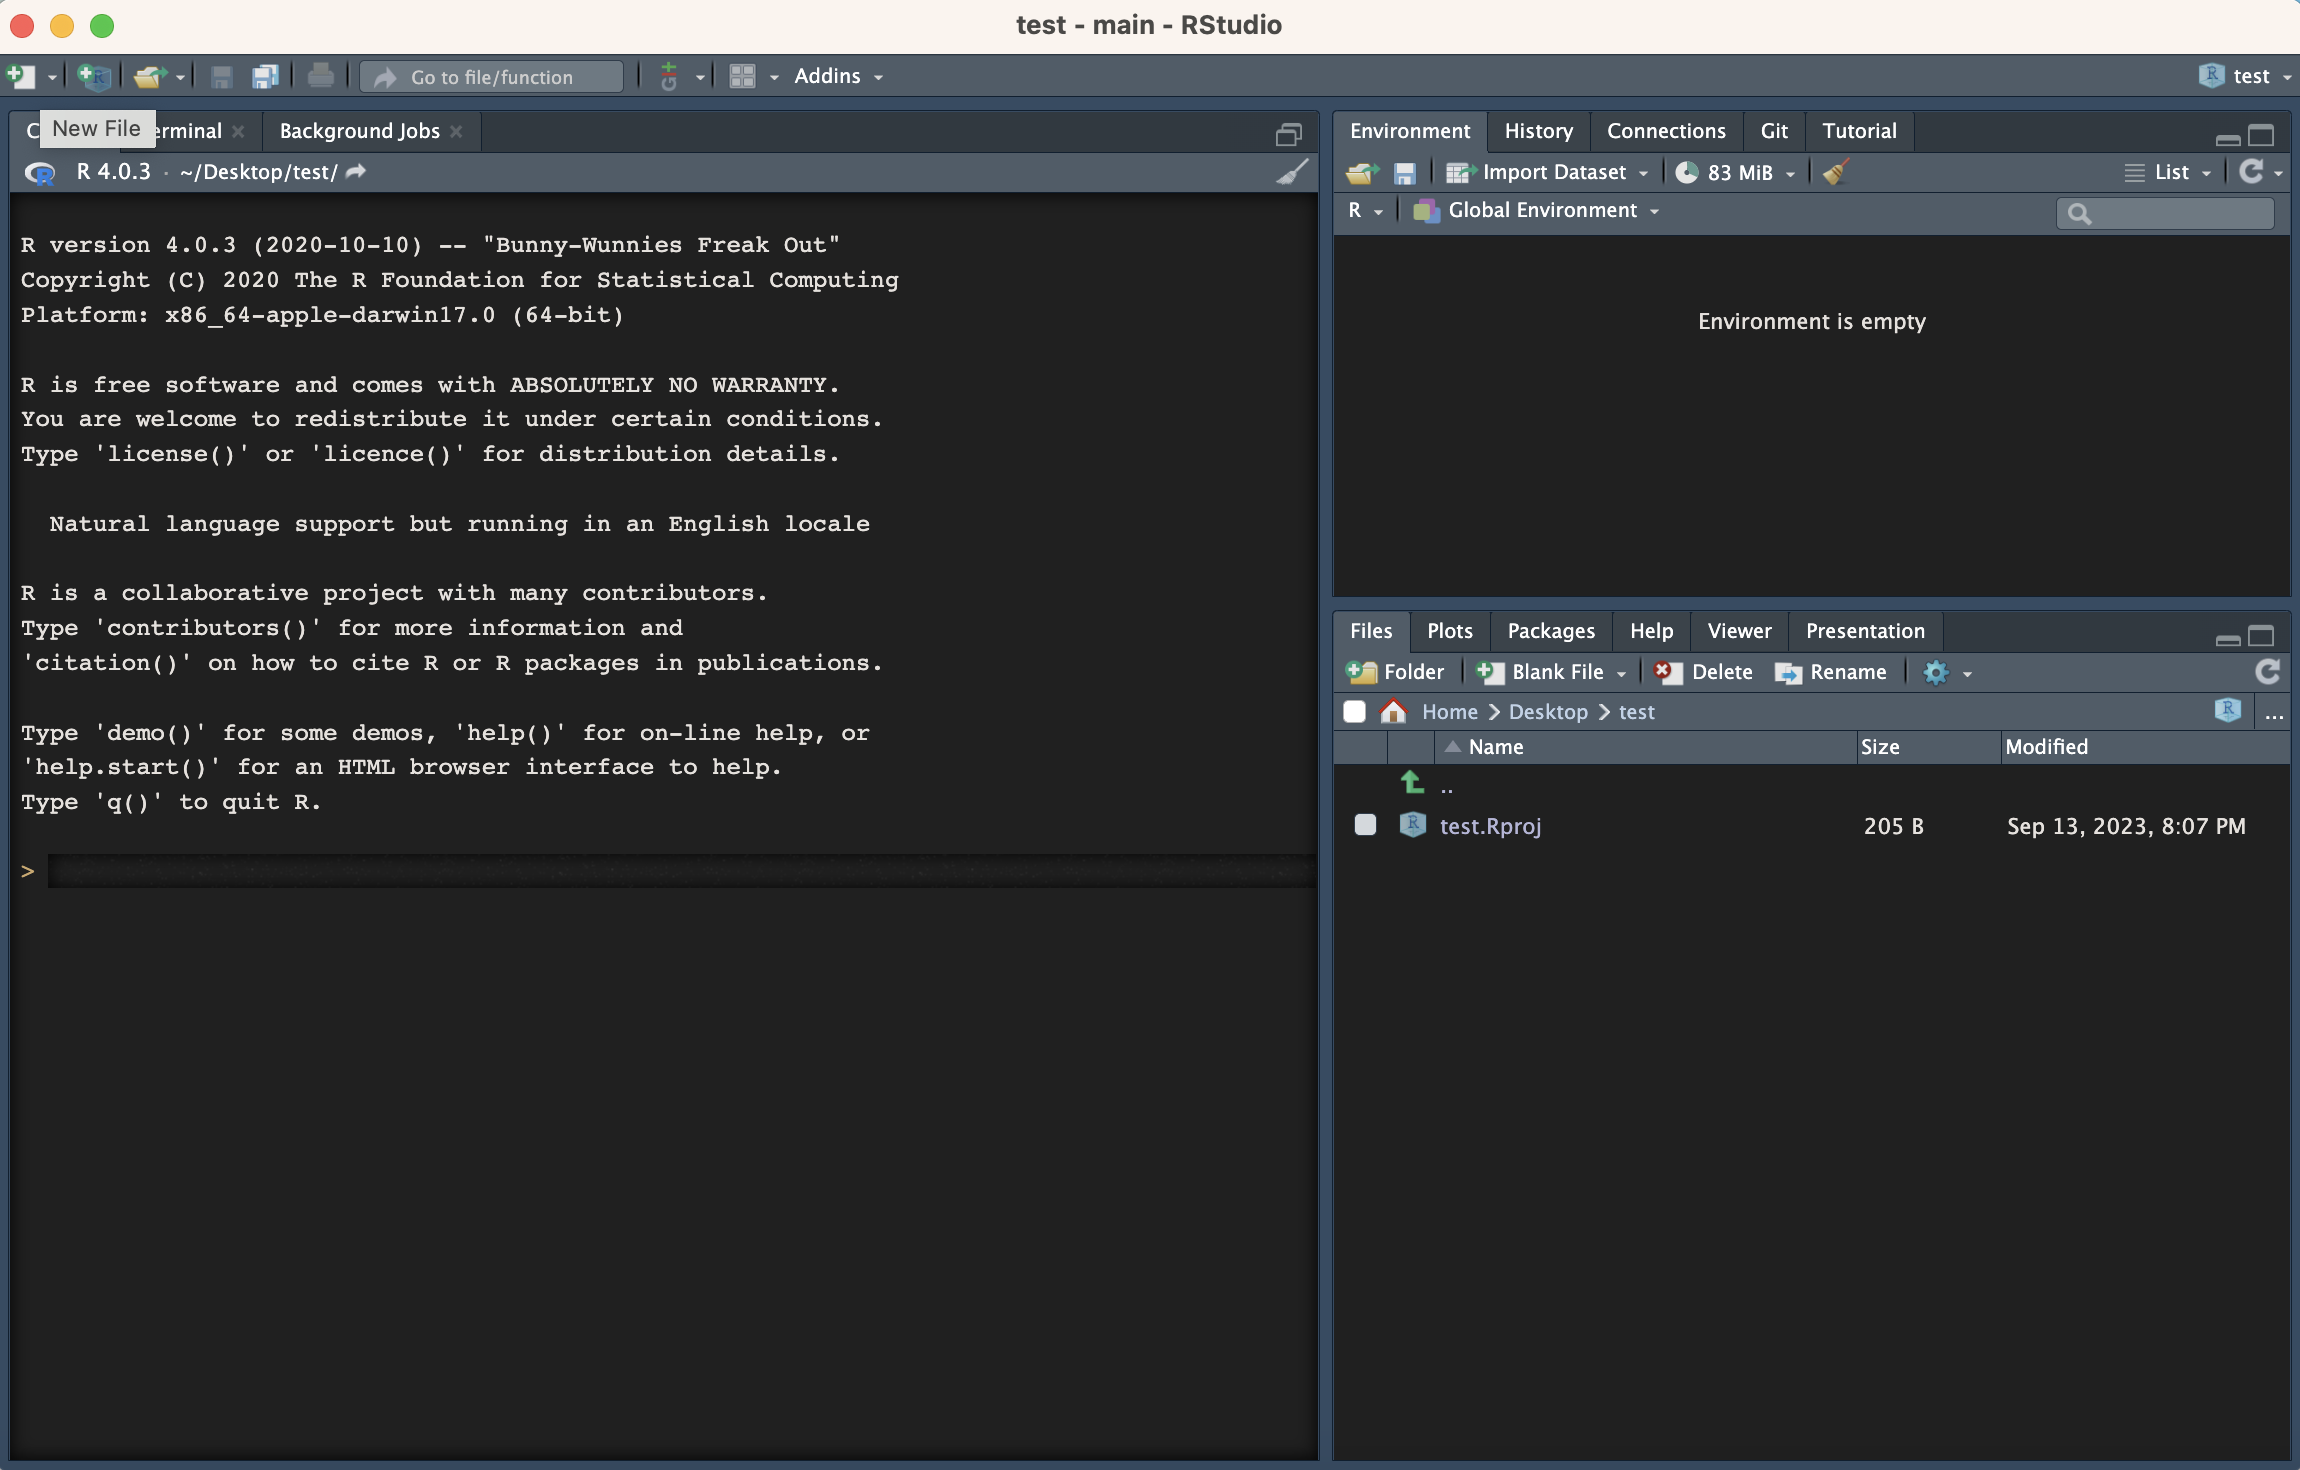 test - main - RStudio
Go to file/function
Addins
test
New File
erminal
Background Jobs
R 4.0.3 · ~/Desktop/test/
R version 4.0.3 (2020-10-10) -- "Bunny-Wunnies Freak Out"
Copyright (C) 2020 The R Foundation for Statistical Computing
Platform: x86_64-apple-darwin17.0 (64-bit)
R is free software and comes with ABSOLUTELY NO WARRANTY.
You are welcome to redistribute it under certain conditions.
Type 'license()' or 'licence()' for distribution details.
Natural language support but running in an English locale
R is a collaborative project with many contributors.
Type 'contributors()' for more information and
'citation()' on how to cite R or R packages in publications.
Type 'demo()' for some demos, 'help()' for on-line help, or
'help.start()' for an HTML browser interface to help.
Type 'q()' to quit R.
>
Environment History Connections Git Tutorial
Import Dataset 83 MiB List
R Global Environment
Environment is empty
Files Plots Packages Help Viewer Presentation
Folder Blank File Delete Rename
Home Desktop test ...
Name Size Modified
..
test.Rproj 205 B Sep 13, 2023, 8:07 PM